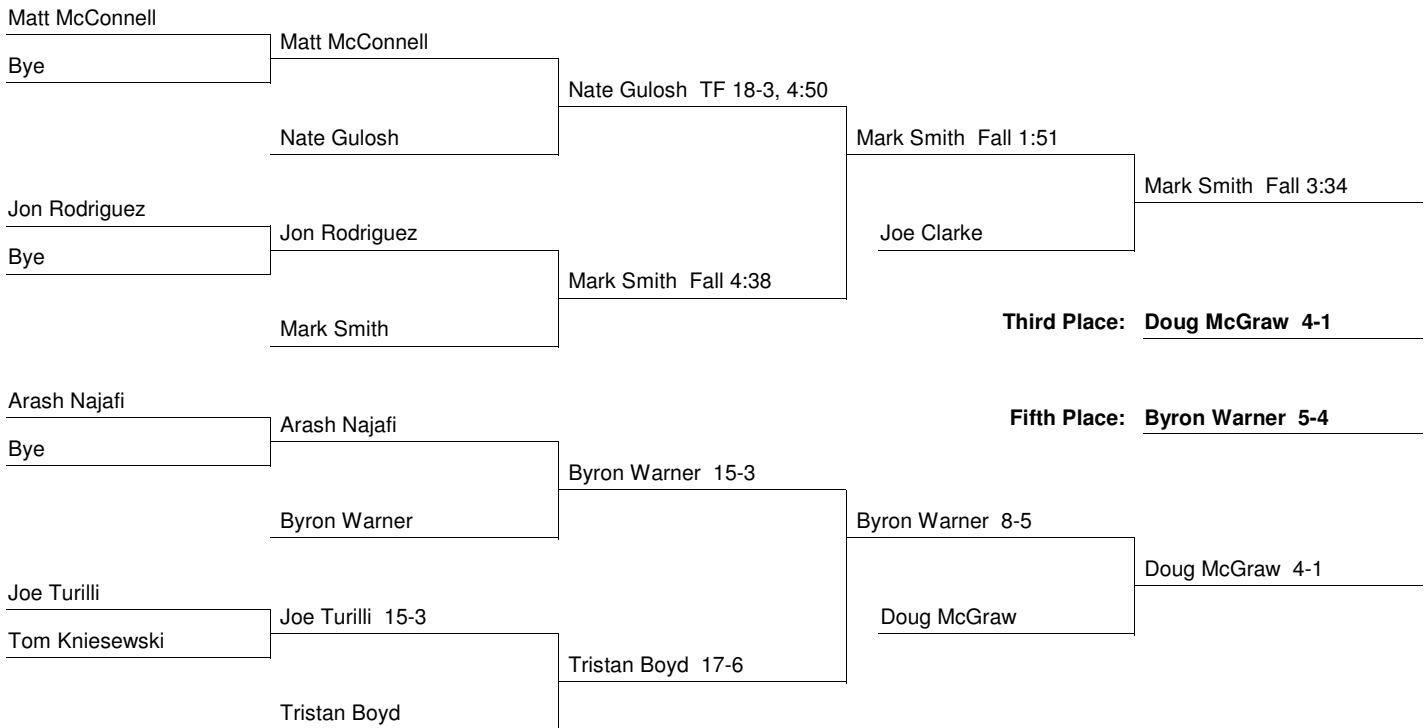 Matt McConnell
Matt McConnell
Bye
Nate Gulosh  TF 18-3, 4:50
Nate Gulosh
Mark Smith  Fall 1:51
Mark Smith  Fall 3:34
Jon Rodriguez
Jon Rodriguez
Joe Clarke
Bye
Mark Smith  Fall 4:38
Mark Smith
Third Place:  Doug McGraw  4-1
Arash Najafi
Arash Najafi
Fifth Place:  Byron Warner  5-4
Bye
Byron Warner  15-3
Byron Warner
Byron Warner  8-5
Doug McGraw  4-1
Joe Turilli
Joe Turilli  15-3
Doug McGraw
Tom Kniesewski
Tristan Boyd  17-6
Tristan Boyd